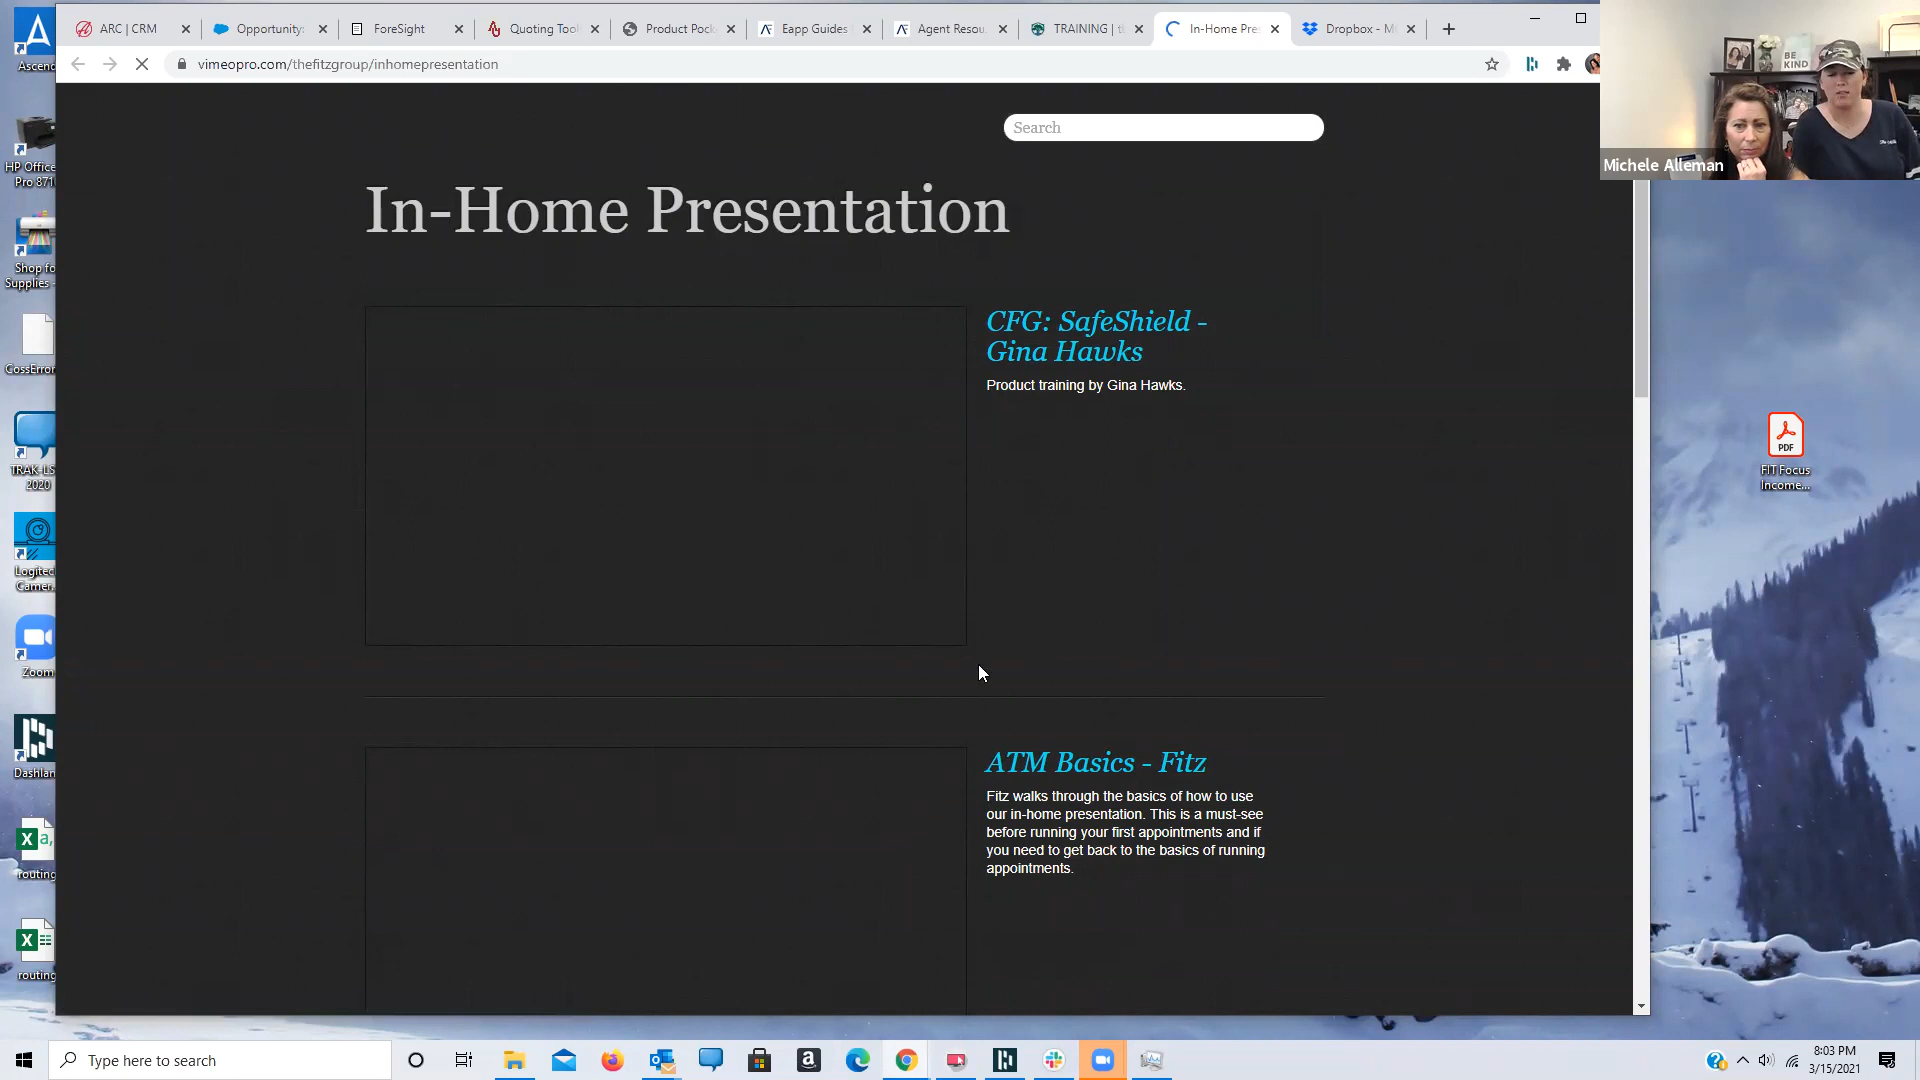 ARC | CRM
Opportunity:
ForeSight
Quoting Tool
Product Pock
Eapp Guides
Agent Resou
TRAINING | t
In-Home Pre
Dropbox - M
vimeopro.com/thefitzgroup/inhomepresentation
Search
In-Home Presentation
CFG: SafeShield -
Gina Hawks
Product training by Gina Hawks.
ATM Basics - Fitz
Fitz walks through the basics of how to use
our in-home presentation. This is a must-see
before running your first appointments and if
you need to get back to the basics of running
appointments.
BE
KIND
Michele Alleman
Ascend
HP Office
Pro 871
Shop fo
Supplies -
CossError
TRAK-LS
2020
Logitec
Camer...
Zoom
Dashlan
routing
routing
PDF
FIT Focus
Income...
Type here to search
8:03 PM
3/15/2021